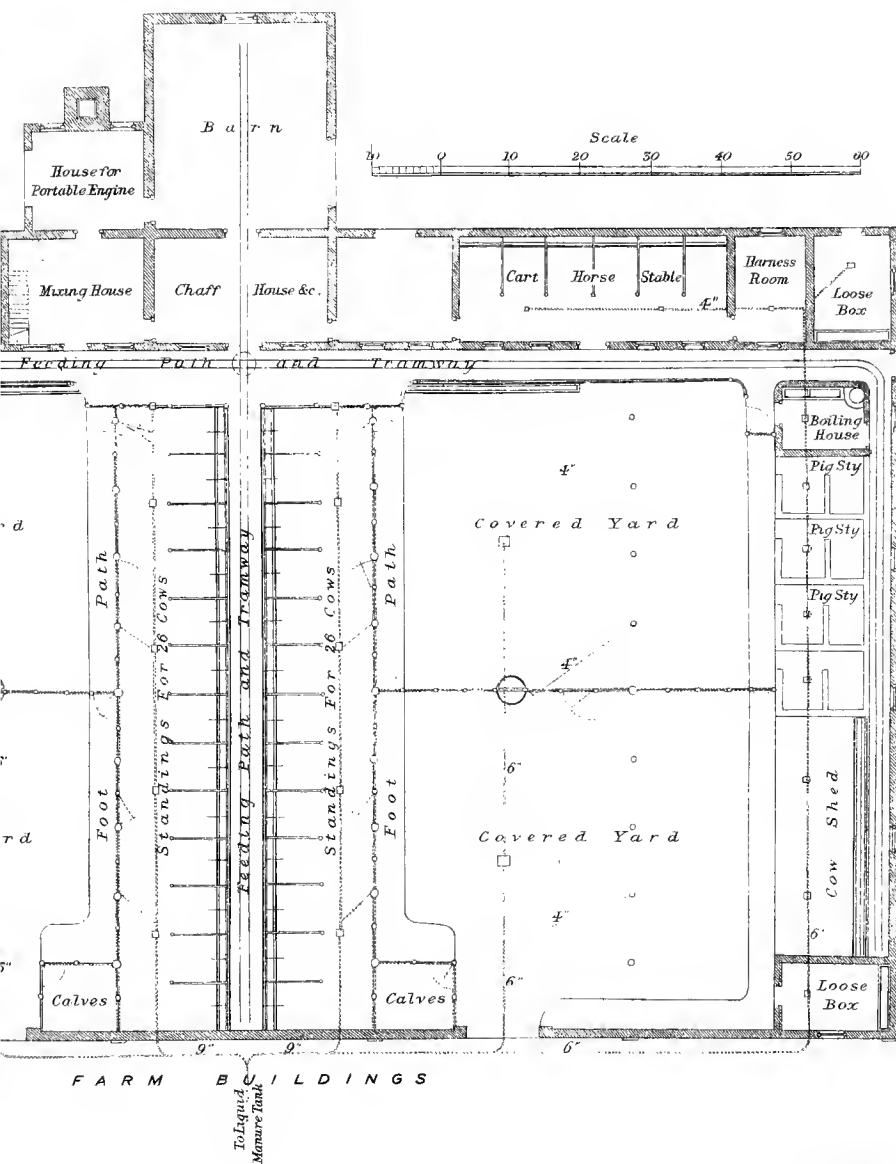 Barn
Scale
10 0 10 20 30 40 50 60
House for
Portable Engine
Mixing House
Chaff House &c.
Cart Horse Stable
4"
Harness
Room
Loose
Box
Feeding Path and Tramway
Boiling
House
Pig Sty
Pig Sty
Pig Sty
4"
Covered Yard
rd
Foot Path
Standings For 26 Cows
Feeding Path and Tramway
Standings For 26 Cows
Foot Path
4"
6"
Covered Yard
rd
4"
6"
Cow Shed
6"
Calves
Calves
Loose
Box
9" 9" 6"
FARM BUILDINGS
To Liquid
Manure Tank